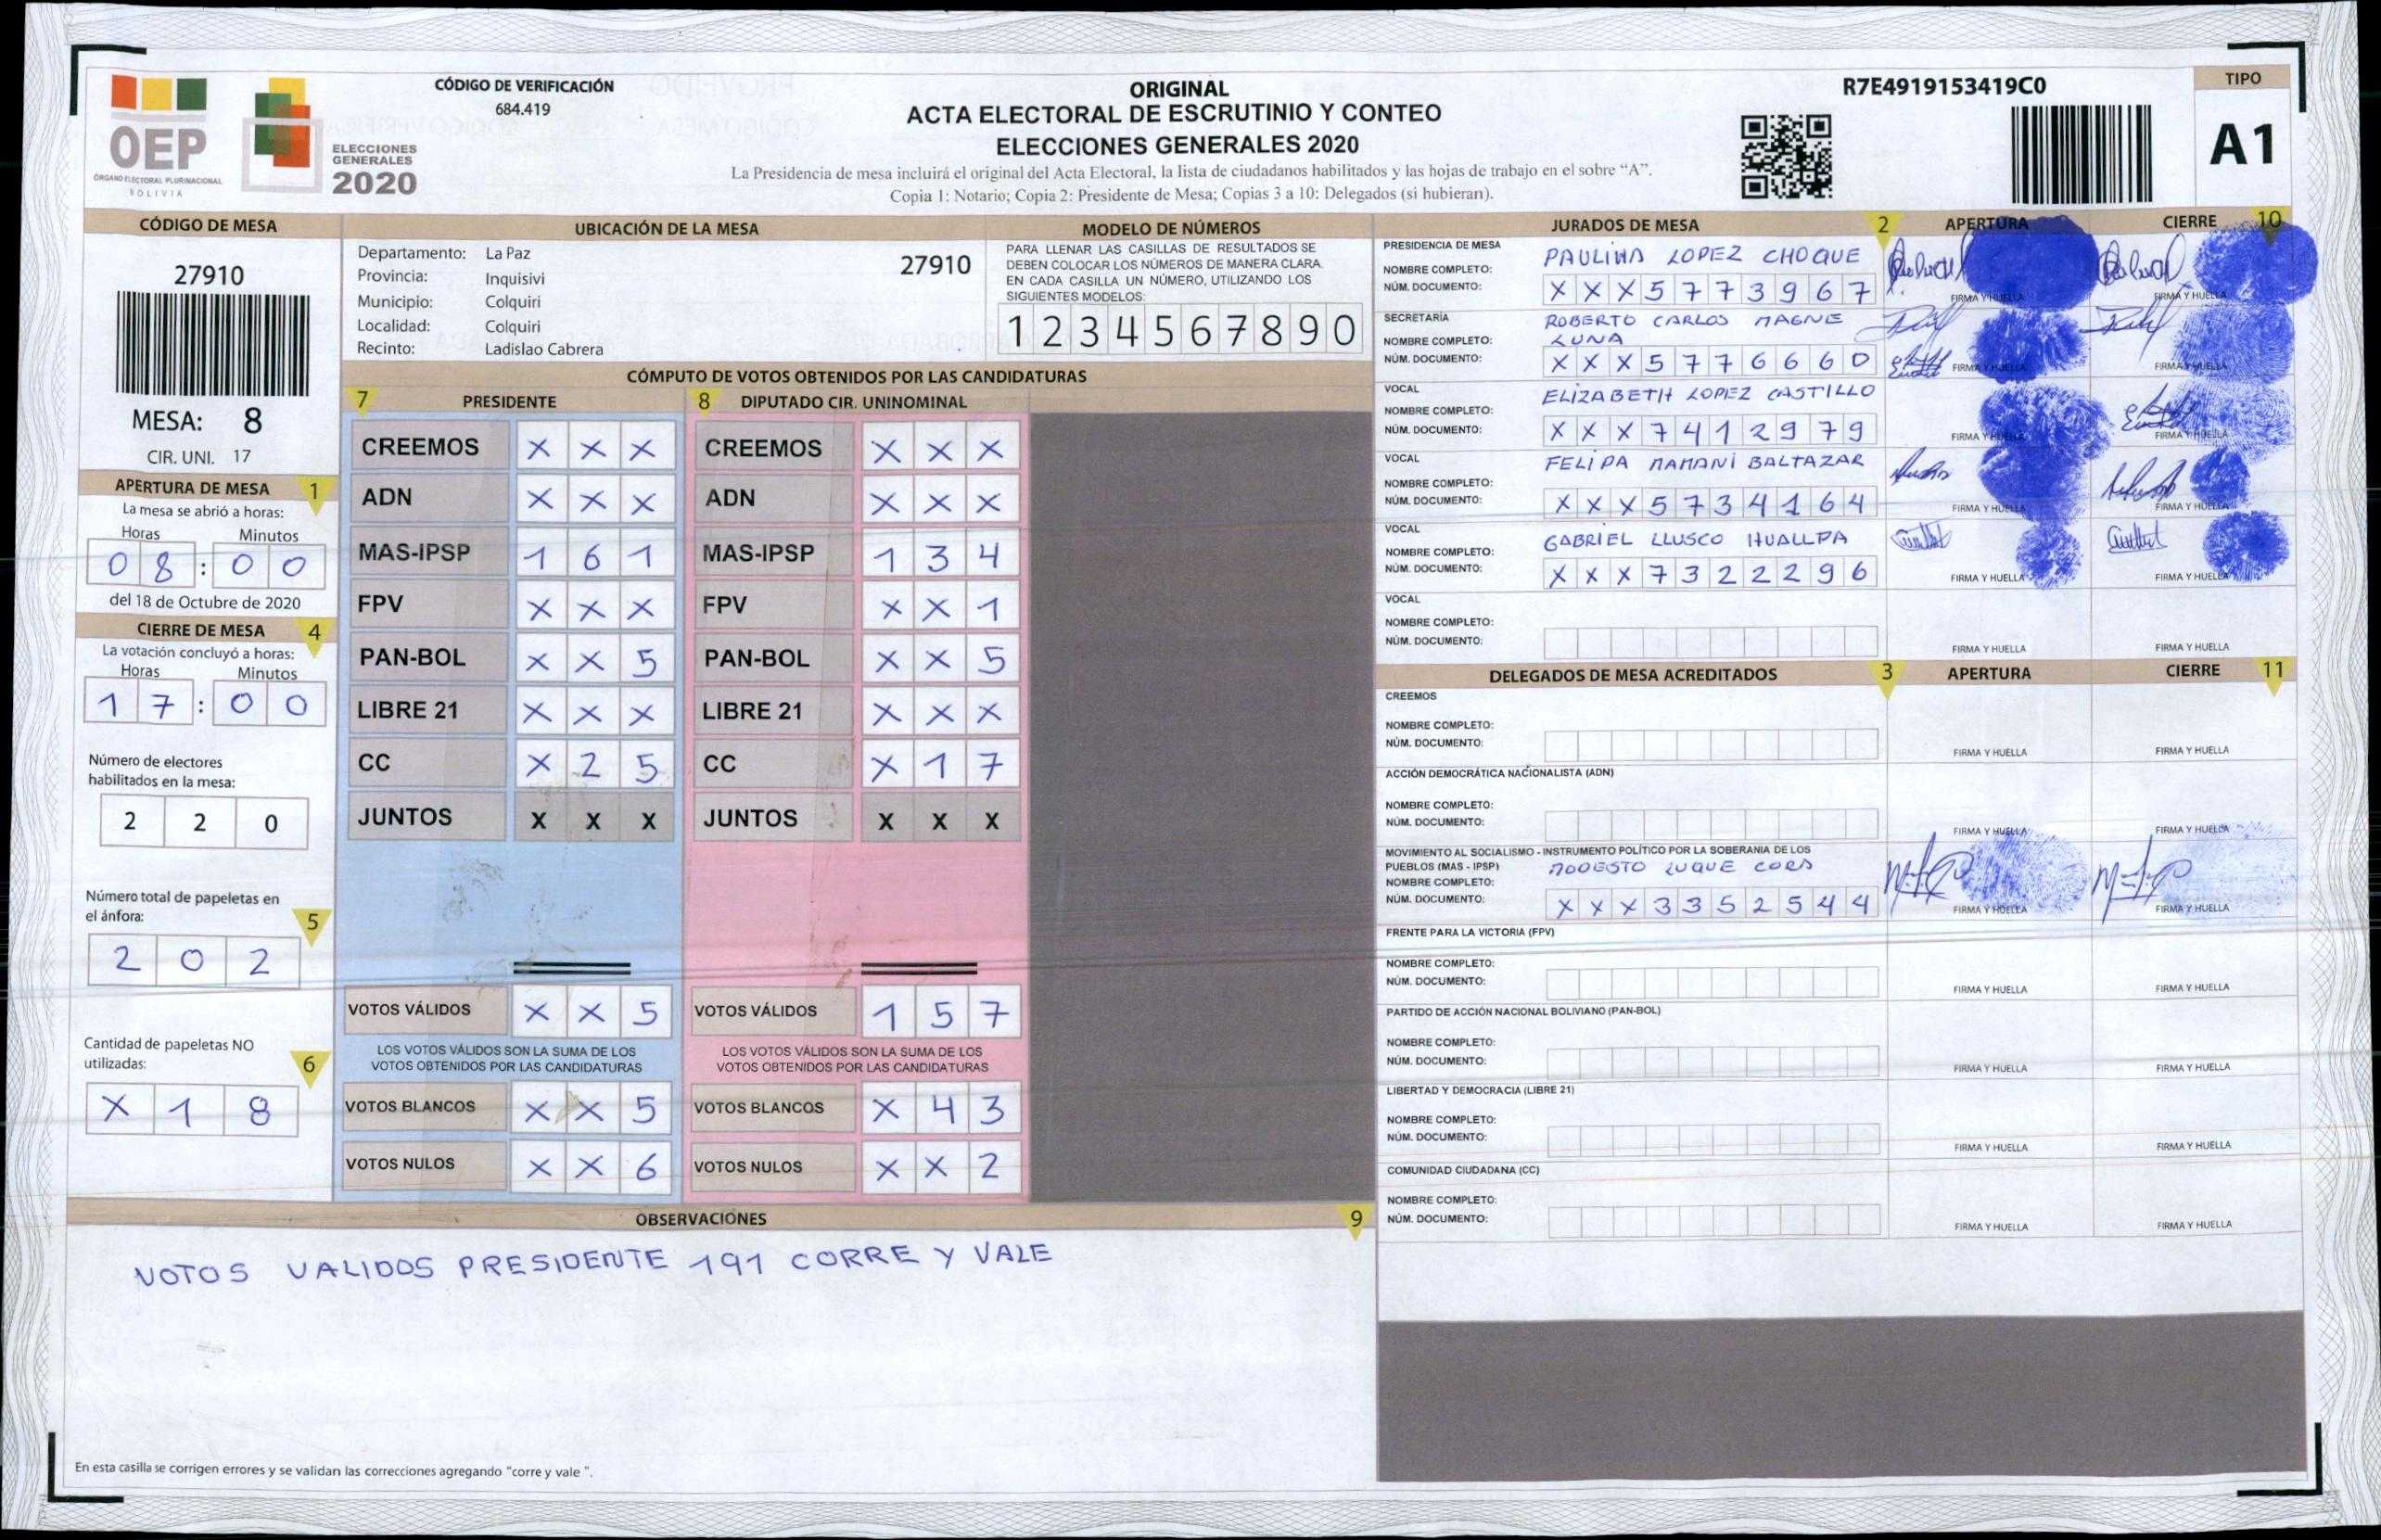 OEP
ÓRGANO ELECTORAL PLURINACIONAL
BOLIVIA
ELECCIONES
GENERALES
2020
CÓDIGO DE VERIFICACIÓN
684.419
ORIGINAL
ACTA ELECTORAL DE ESCRUTINIO Y CONTEO
ELECCIONES GENERALES 2020
La Presidencia de mesa incluirá el original del Acta Electoral, la lista de ciudadanos habilitados y las hojas de trabajo en el sobre “A”.
Copia 1: Notario; Copia 2: Presidente de Mesa; Copias 3 a 10: Delegados (si hubieran).
R7E4919153419C0
TIPO
A1
CÓDIGO DE MESA
27910
MESA: 8
CIR. UNI. 17
APERTURA DE MESA 1
La mesa se abrió a horas:
Horas Minutos
0 8 : 0 0
del 18 de Octubre de 2020
CIERRE DE MESA 4
La votación concluyó a horas:
Horas Minutos
1 7 : 0 0
Número de electores
habilitados en la mesa:
2 2 0
Número total de papeletas en
el ánfora: 5
2 0 2
Cantidad de papeletas NO
utilizadas: 6
X 1 8
UBICACIÓN DE LA MESA
Departamento: La Paz
27910
Provincia: Inquisivi
Municipio: Colquiri
Localidad: Colquiri
Recinto: Ladislao Cabrera
MODELO DE NÚMEROS
PARA LLENAR LAS CASILLAS DE RESULTADOS SE
DEBEN COLOCAR LOS NÚMEROS DE MANERA CLARA.
EN CADA CASILLA UN NÚMERO, UTILIZANDO LOS
SIGUIENTES MODELOS:
1 2 3 4 5 6 7 8 9 0
CÓMPUTO DE VOTOS OBTENIDOS POR LAS CANDIDATURAS
7 PRESIDENTE
CREEMOS X X X
ADN X X X
MAS-IPSP 1 6 1
FPV X X X
PAN-BOL X X 5
LIBRE 21 X X X
CC X 2 5
JUNTOS X X X
VOTOS VÁLIDOS X X 5
LOS VOTOS VÁLIDOS SON LA SUMA DE LOS
VOTOS OBTENIDOS POR LAS CANDIDATURAS
VOTOS BLANCOS X X 5
VOTOS NULOS X X 6
8 DIPUTADO CIR. UNINOMINAL
CREEMOS X X X
ADN X X X
MAS-IPSP 1 3 4
FPV X X 1
PAN-BOL X X 5
LIBRE 21 X X X
CC X 1 7
JUNTOS X X X
VOTOS VÁLIDOS 1 5 7
LOS VOTOS VÁLIDOS SON LA SUMA DE LOS
VOTOS OBTENIDOS POR LAS CANDIDATURAS
VOTOS BLANCOS X 4 3
VOTOS NULOS X X 2
OBSERVACIONES 9
VOTOS VALIDOS PRESIDENTE 191 CORRE Y VALE
En esta casilla se corrigen errores y se validan las correcciones agregando "corre y vale ".
JURADOS DE MESA 2 APERTURA CIERRE 10
PRESIDENCIA DE MESA
NOMBRE COMPLETO: PAULINA LOPEZ CHOQUE
NÚM. DOCUMENTO: X X X 5 7 7 3 9 6 7
FIRMA Y HUELLA FIRMA Y HUELLA
SECRETARÍA
NOMBRE COMPLETO: ROBERTO CARLOS MAGNE
LUNA
NÚM. DOCUMENTO: X X X 5 7 7 6 6 6 0
FIRMA Y HUELLA FIRMA Y HUELLA
VOCAL
NOMBRE COMPLETO: ELIZABETH LOPEZ CASTILLO
NÚM. DOCUMENTO: X X X 7 4 1 2 9 7 9
FIRMA Y HUELLA FIRMA Y HUELLA
VOCAL
NOMBRE COMPLETO: FELIPA MAMANI BALTAZAR
NÚM. DOCUMENTO: X X X 5 7 3 4 1 6 4
FIRMA Y HUELLA FIRMA Y HUELLA
VOCAL
NOMBRE COMPLETO: GABRIEL LLUSCO HUALLPA
NÚM. DOCUMENTO: X X X 7 3 2 2 2 9 6
FIRMA Y HUELLA FIRMA Y HUELLA
VOCAL
NOMBRE COMPLETO:
NÚM. DOCUMENTO:
FIRMA Y HUELLA FIRMA Y HUELLA
DELEGADOS DE MESA ACREDITADOS 3 APERTURA CIERRE 11
CREEMOS
NOMBRE COMPLETO:
NÚM. DOCUMENTO:
FIRMA Y HUELLA FIRMA Y HUELLA
ACCIÓN DEMOCRÁTICA NACIONALISTA (ADN)
NOMBRE COMPLETO:
NÚM. DOCUMENTO:
FIRMA Y HUELLA FIRMA Y HUELLA
MOVIMIENTO AL SOCIALISMO - INSTRUMENTO POLÍTICO POR LA SOBERANIA DE LOS
PUEBLOS (MAS - IPSP)
NOMBRE COMPLETO: MODESTO LUQUE
NÚM. DOCUMENTO: X X X 3 3 5 2 5 4 4
FIRMA Y HUELLA FIRMA Y HUELLA
FRENTE PARA LA VICTORIA (FPV)
NOMBRE COMPLETO:
NÚM. DOCUMENTO:
FIRMA Y HUELLA FIRMA Y HUELLA
PARTIDO DE ACCIÓN NACIONAL BOLIVIANO (PAN-BOL)
NOMBRE COMPLETO:
NÚM. DOCUMENTO:
FIRMA Y HUELLA FIRMA Y HUELLA
LIBERTAD Y DEMOCRACIA (LIBRE 21)
NOMBRE COMPLETO:
NÚM. DOCUMENTO:
FIRMA Y HUELLA FIRMA Y HUELLA
COMUNIDAD CIUDADANA (CC)
NOMBRE COMPLETO:
NÚM. DOCUMENTO:
FIRMA Y HUELLA FIRMA Y HUELLA